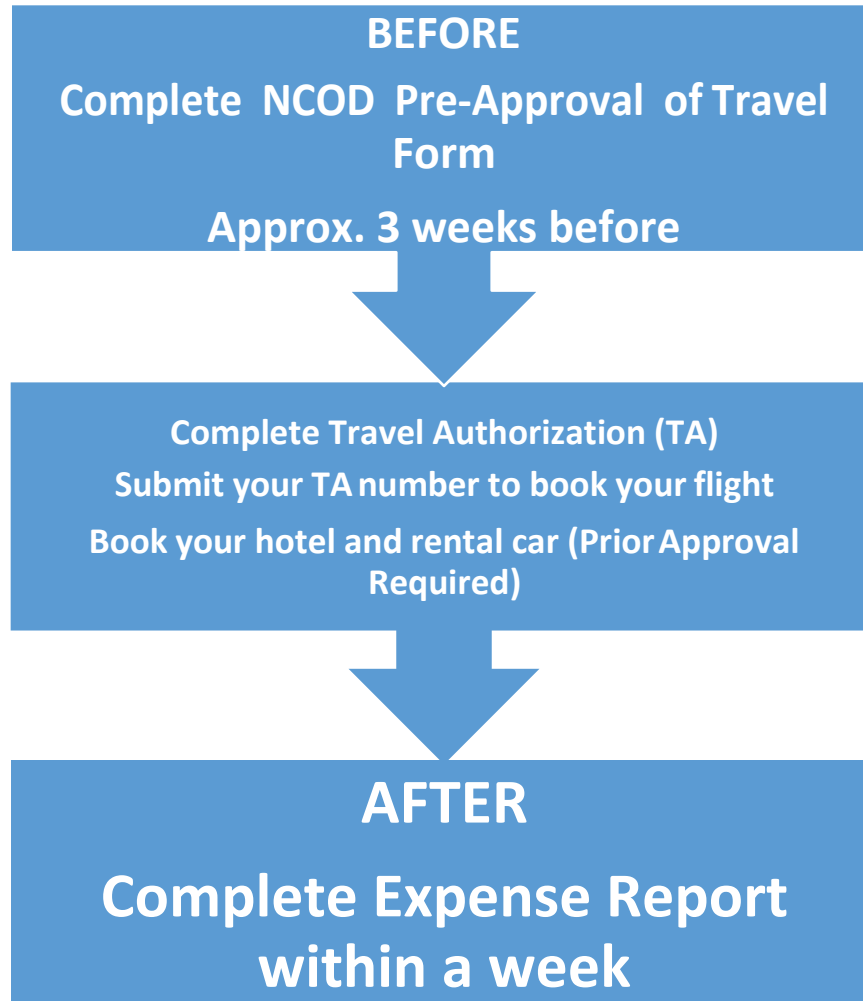 BEFORE
Complete NCOD Pre-Approval of Travel
Form
Approx. 3 weeks before
Complete Travel Authorization (TA)
Submit your TA number to book your flight
Book your hotel and rental car (Prior Approval
Required)
AFTER
Complete Expense Report
within a week